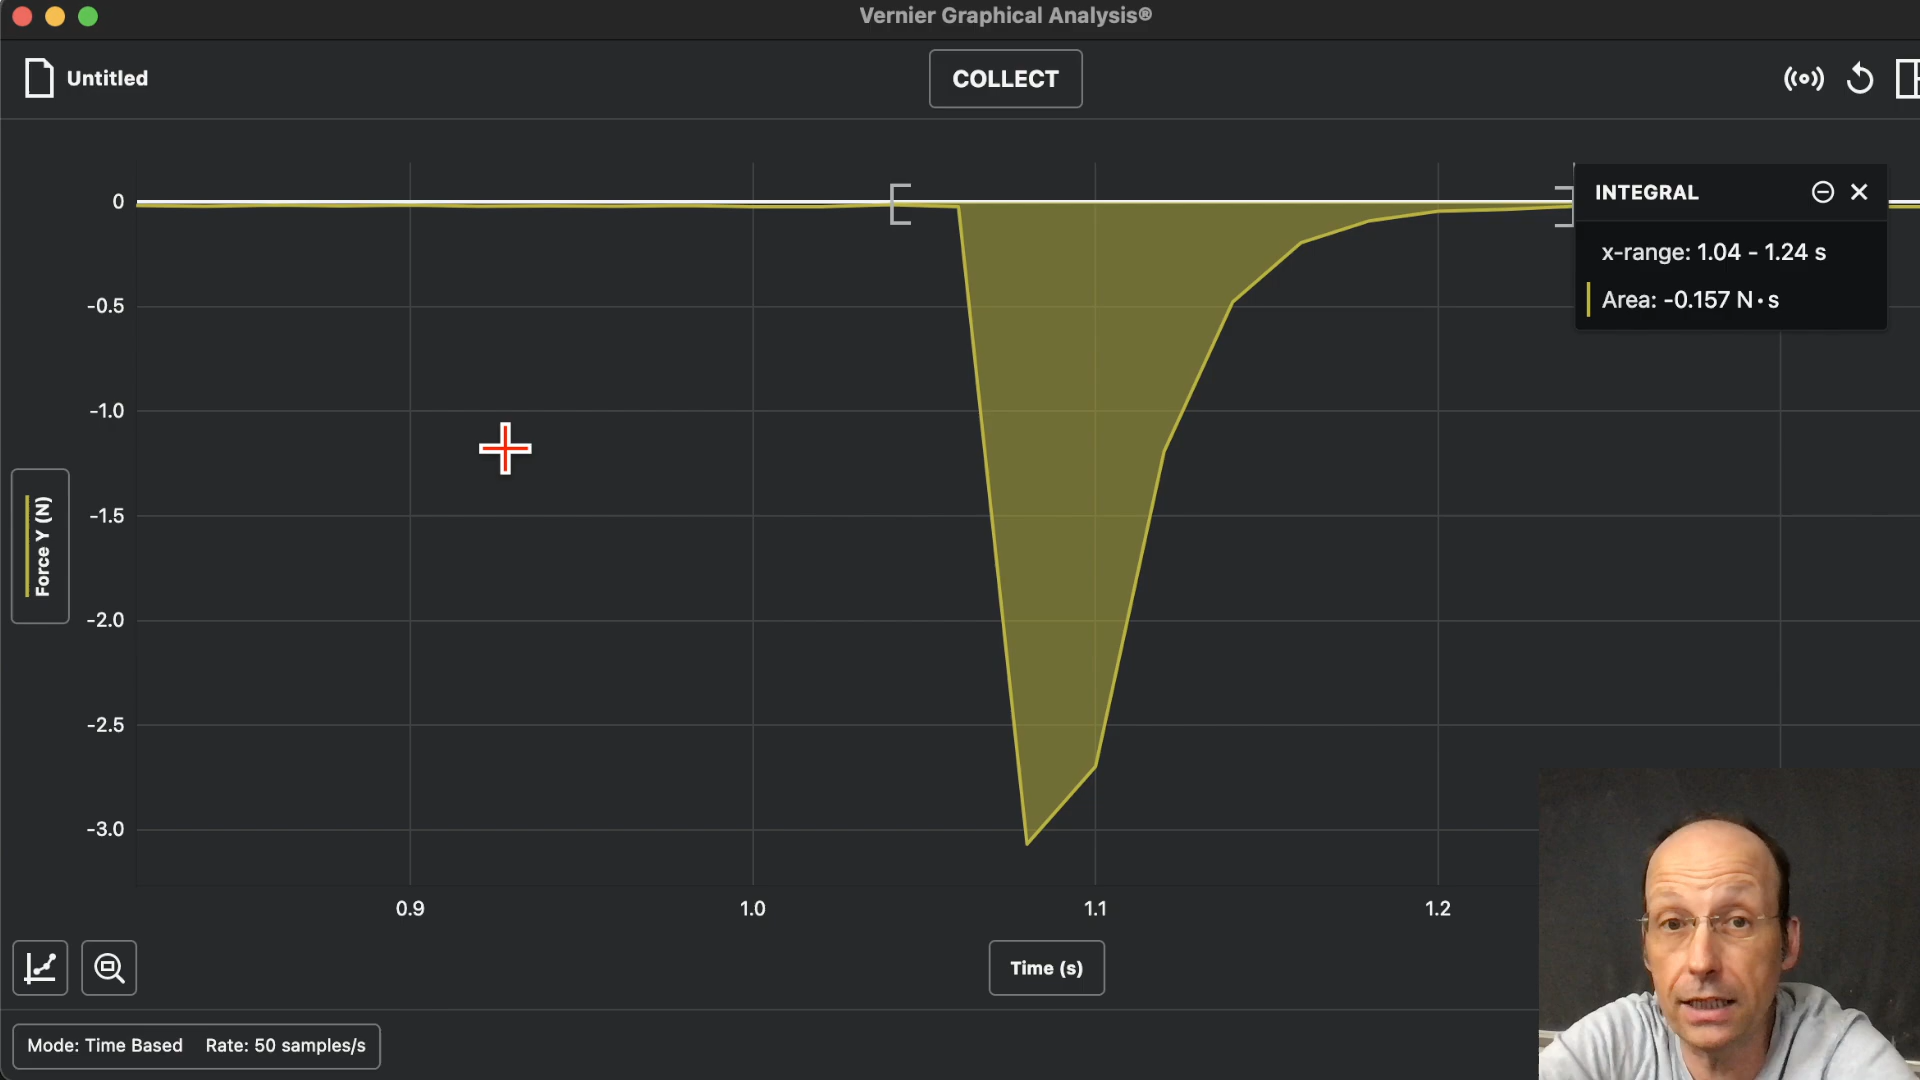 Vernier Graphical Analysis®
Untitled
COLLECT
INTEGRAL
x-range: 1.04 - 1.24 s
Area: -0.157 N·s
0
-0.5
-1.0
-1.5
-2.0
-2.5
-3.0
Force Y (N)
0.9
1.0
1.1
1.2
Time (s)
Mode: Time Based Rate: 50 samples/s